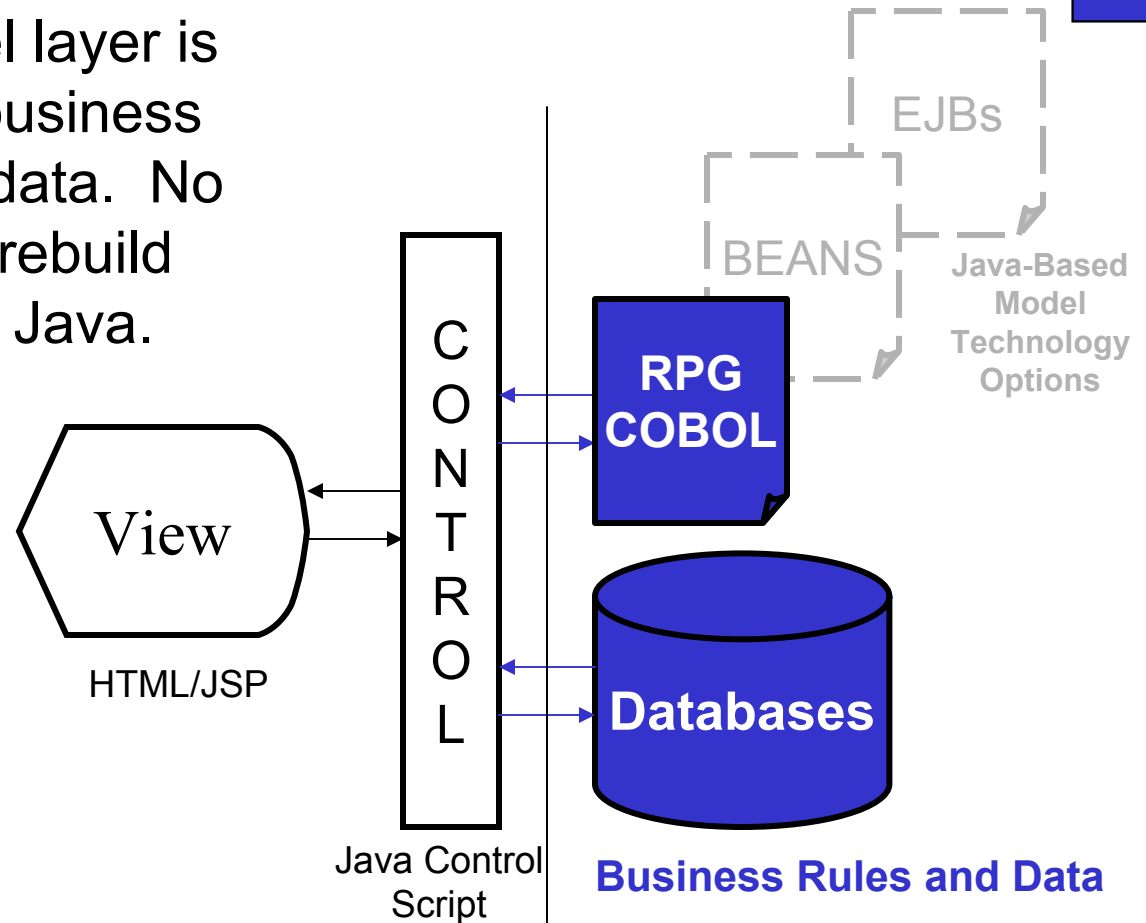 layer is
business
data. No
rebuild
Java.
EJBs
BEANS
Java-Based
Model
Technology
Options
C
O
N
T
R
O
L
RPG
COBOL
View
HTML/JSP
Databases
Java Control
Script
Business Rules and Data